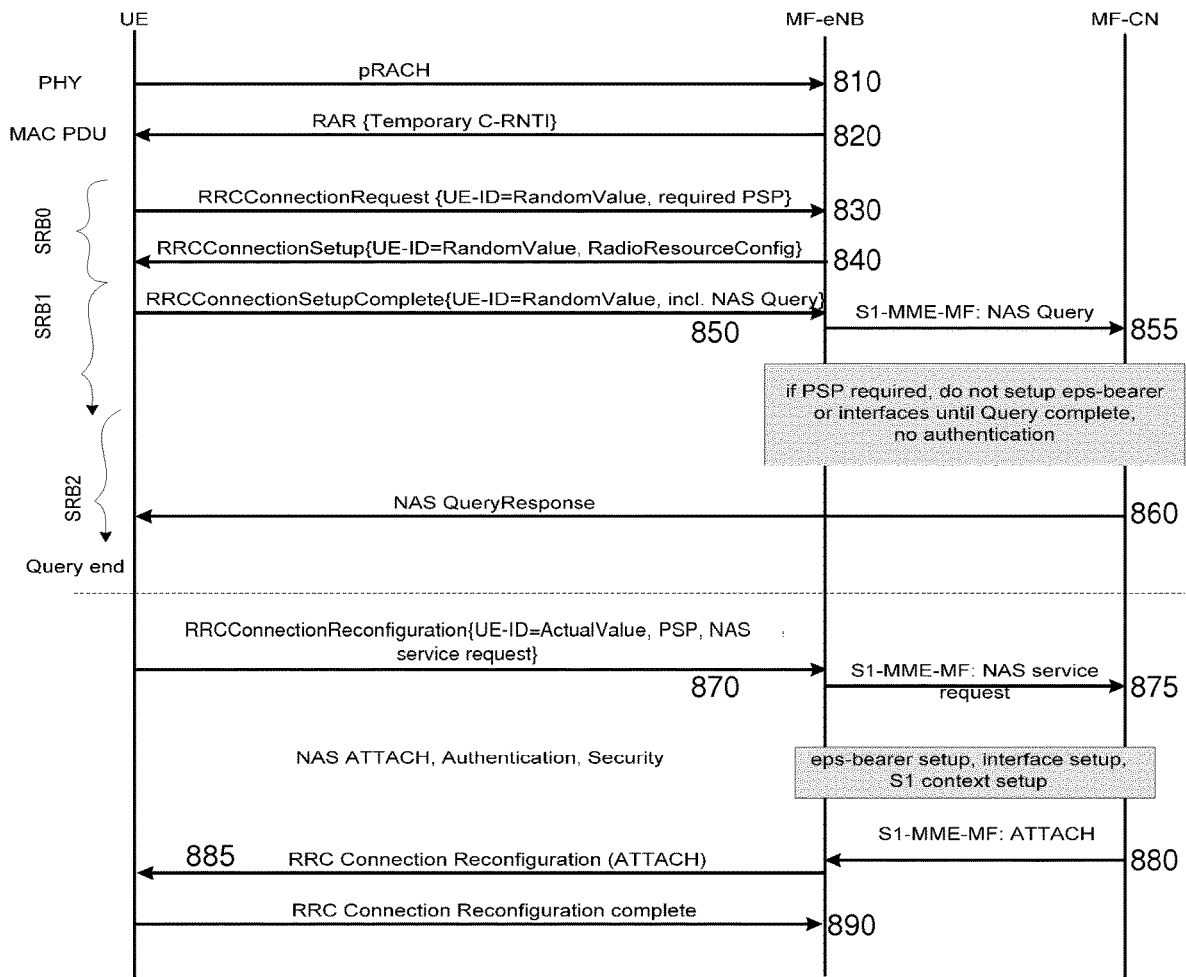 UE
MF-eNB
MF-CN
PHY
pRACH
810
MAC PDU
RAR {Temporary C-RNTI}
820
SRB0
RRCConnectionRequest {UE-ID=RandomValue, required PSP}
830
RRCConnectionSetup{UE-ID=RandomValue, RadioResourceConfig}
840
SRB1
RRCConnectionSetupComplete{UE-ID=RandomValue, incl. NAS Query}
850
S1-MME-MF: NAS Query
855
if PSP required, do not setup eps-bearer
or interfaces until Query complete,
no authentication
SRB2
NAS QueryResponse
860
Query end
RRCConnectionReconfiguration{UE-ID=ActualValue, PSP, NAS
service request}
870
S1-MME-MF: NAS service
request
875
NAS ATTACH, Authentication, Security
eps-bearer setup, interface setup,
S1 context setup
S1-MME-MF: ATTACH
880
885
RRC Connection Reconfiguration (ATTACH)
RRC Connection Reconfiguration complete
890